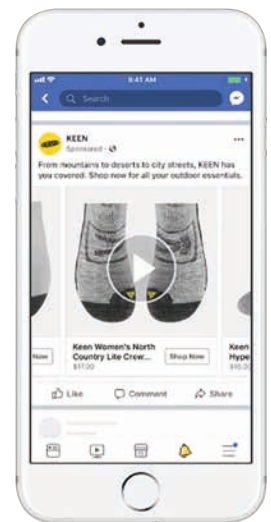 9:41 AM
Search
KEEN
Sponsored ·
From mountains to deserts to city streets, KEEN has
you covered. Shop now for all your outdoor essentials.
Now
Keen Women's North
Country Lite Crew...
$17.00
Shop Now
Keen
Hype
Like
Comment
Share